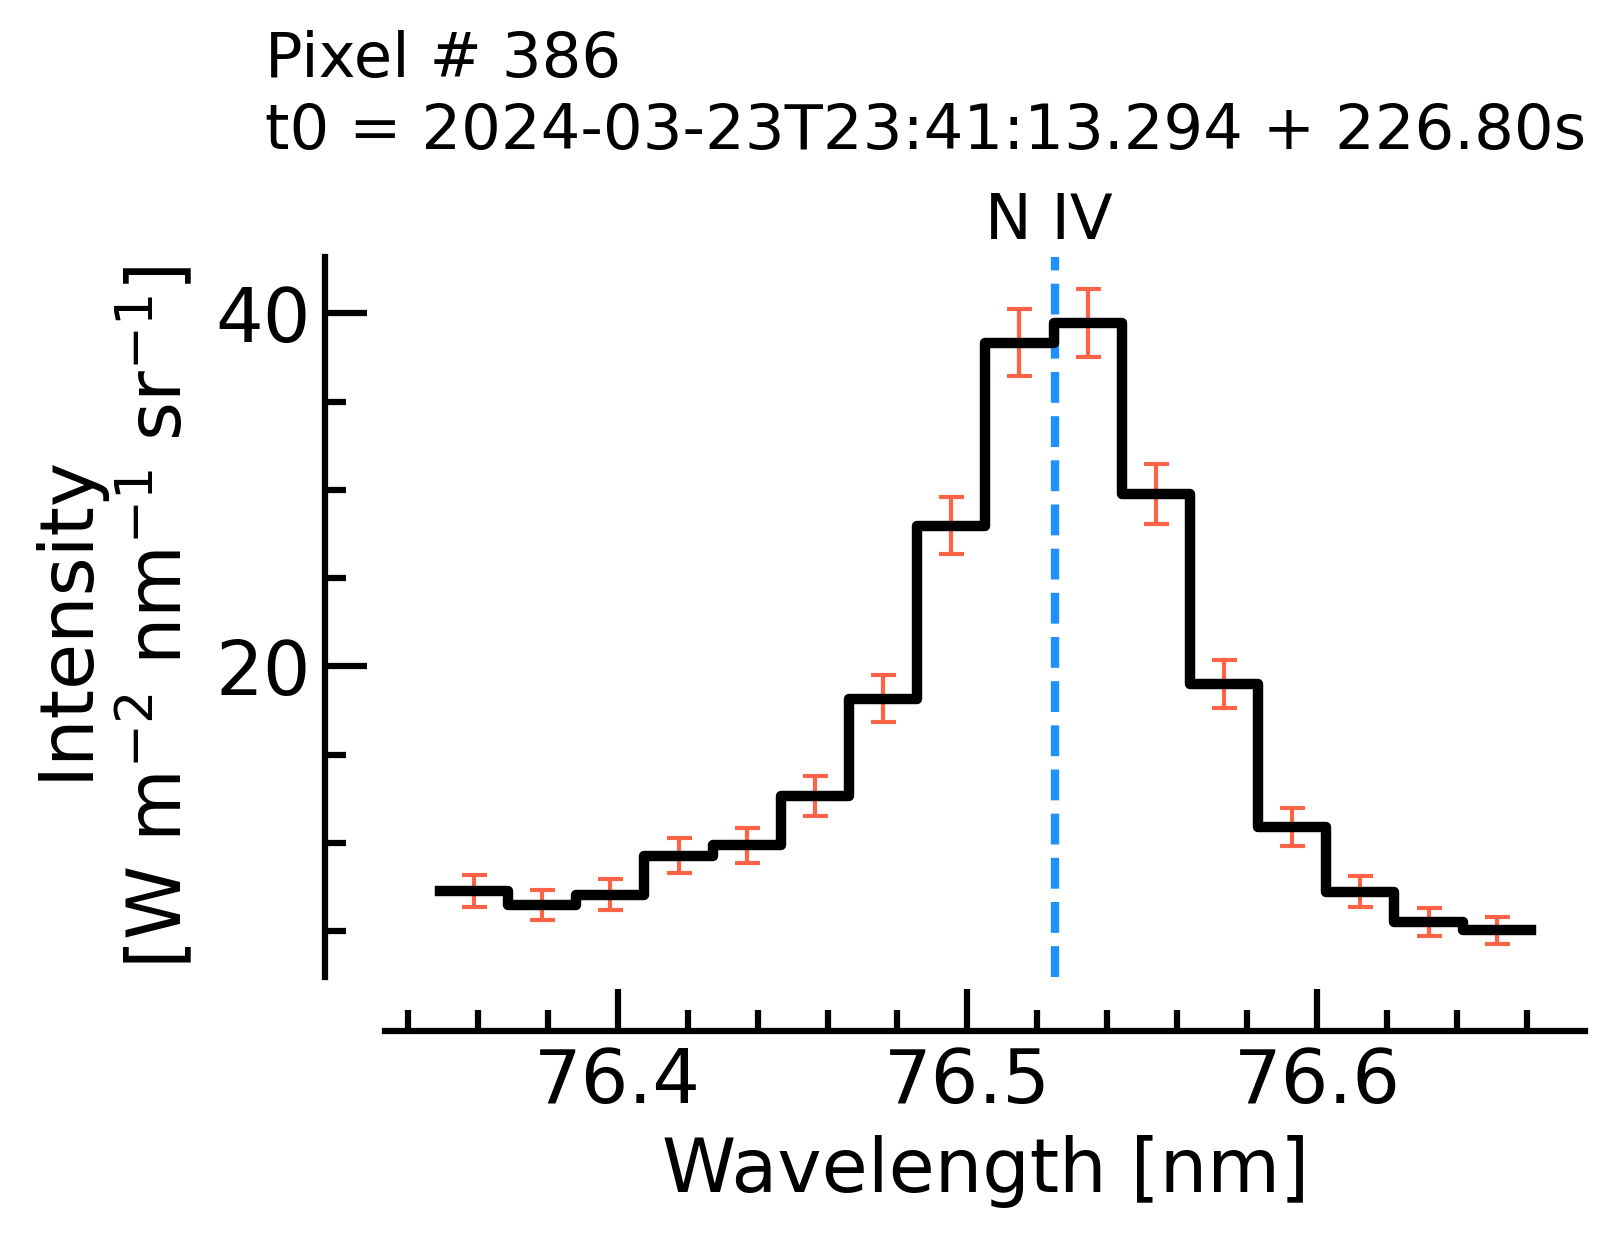 Pixel # 386
t0 = 2024-03-23T23:41:13.294 + 226.80s
N IV
Intensity
[W m⁻² nm⁻¹ sr⁻¹]
40
20
76.4 76.5 76.6
Wavelength [nm]